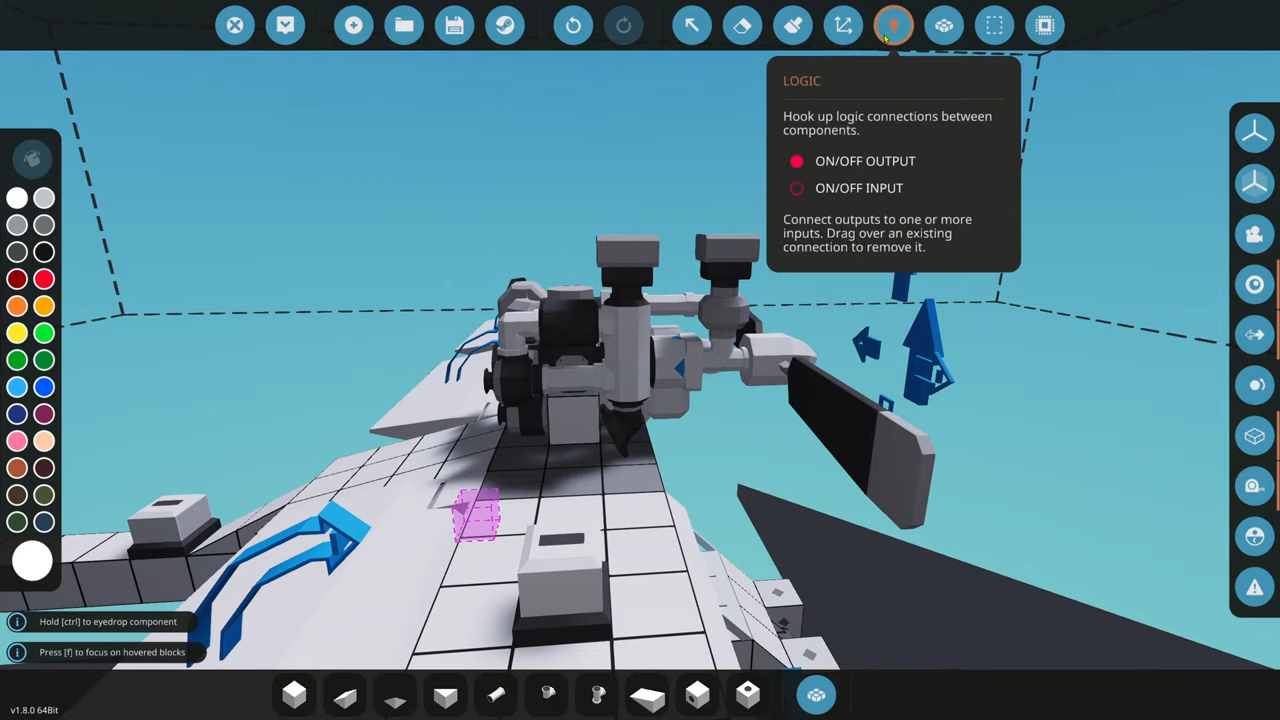 LOGIC
Hook up logic connections between
components.
ON/OFF OUTPUT
ON/OFF INPUT
Connect outputs to one or more
inputs. Drag over an existing
connection to remove it.
Hold [ctrl] to eyedrop component
Press [f] to focus on hovered blocks
v1.8.0 64Bit